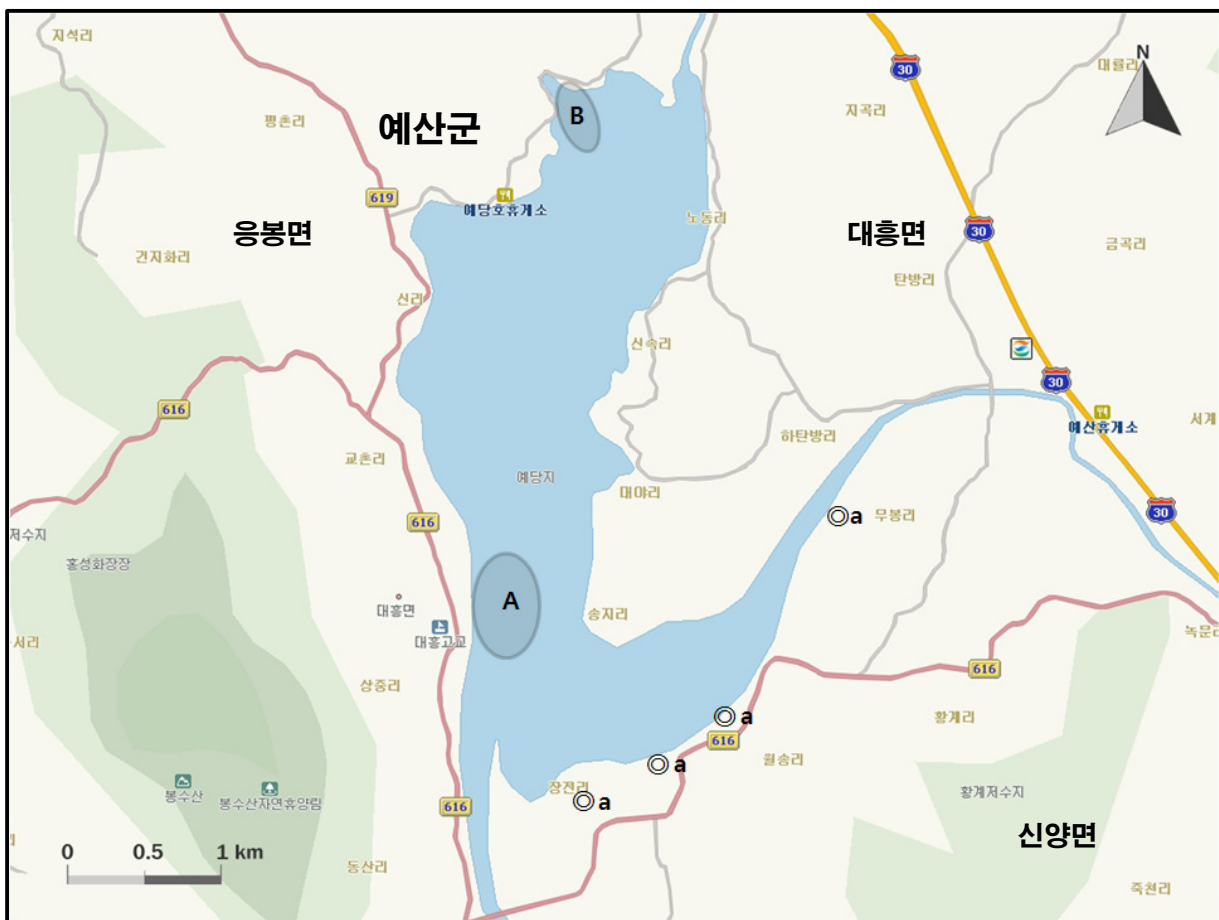 지석리
평촌리
예산군
B
30
대률리
N
지곡리
619
예당호휴게소
노동리
응봉면
대흥면
30
금곡리
건지화리
신리
탄방리
신속리
30
616
예산휴게소
서계
하탄방리
교촌리
예당지
대야리
616
a
무봉리
30
저수지
홍성화장장
A
대흥면
송지리
대흥고교
서리
녹문리
616
상중리
황계리
a
616
월송리
a
장전리
a
봉수산
봉수산자연휴양림
616
황계저수지
신양면
0 0.5 1 km
동산리
죽천리